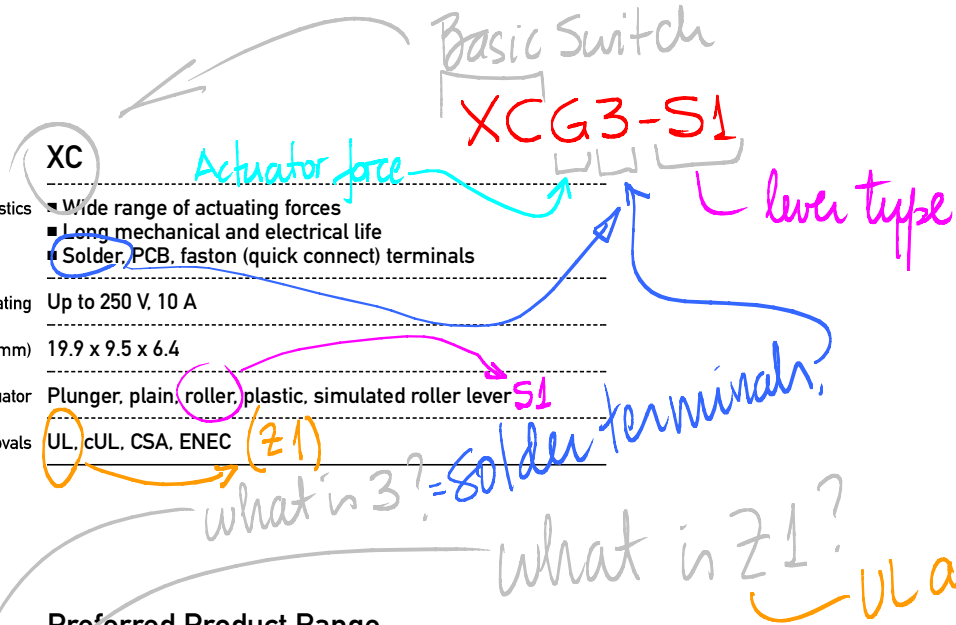 Basic Switch
XCG3-S1
XC
Actuator force
lever type
stics ■ Wide range of actuating forces
■ Long mechanical and electrical life
■ Solder, PCB, faston (quick connect) terminals
ating Up to 250 V, 10 A
mm) 19.9 x 9.5 x 6.4
uator Plunger, plain, roller, plastic, simulated roller lever S1
ovals UL, cUL, CSA, ENEC (Z1)
what is 3? = solder terminals.
what is Z1?
UL a
Preferred Product Range